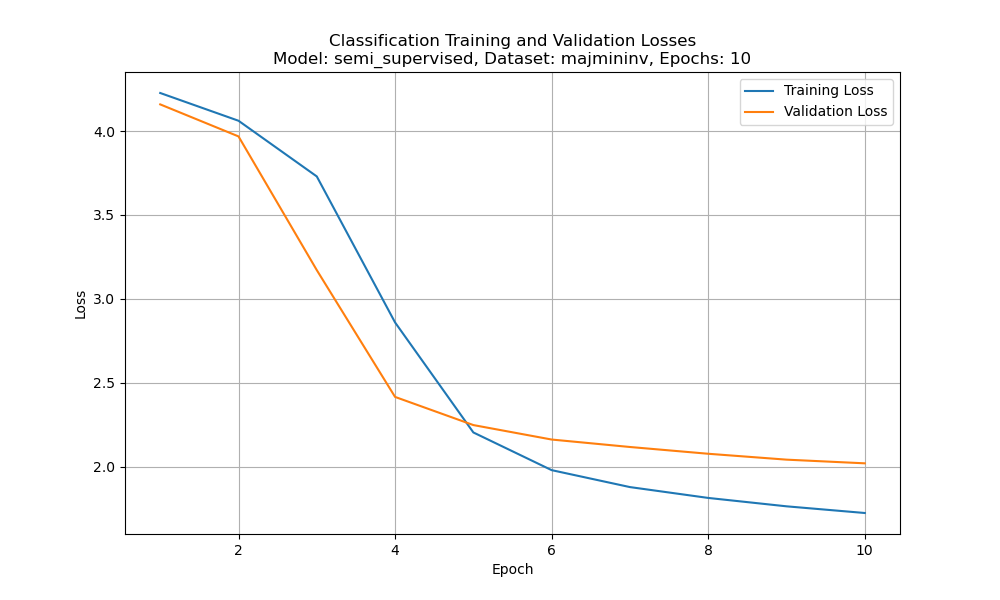 Classification Training and Validation Losses
Model: semi_supervised, Dataset: majmininv, Epochs: 10
Training Loss
Validation Loss
4.0
3.5
3.0
2.5
2.0
Loss
2 4 6 8 10
Epoch